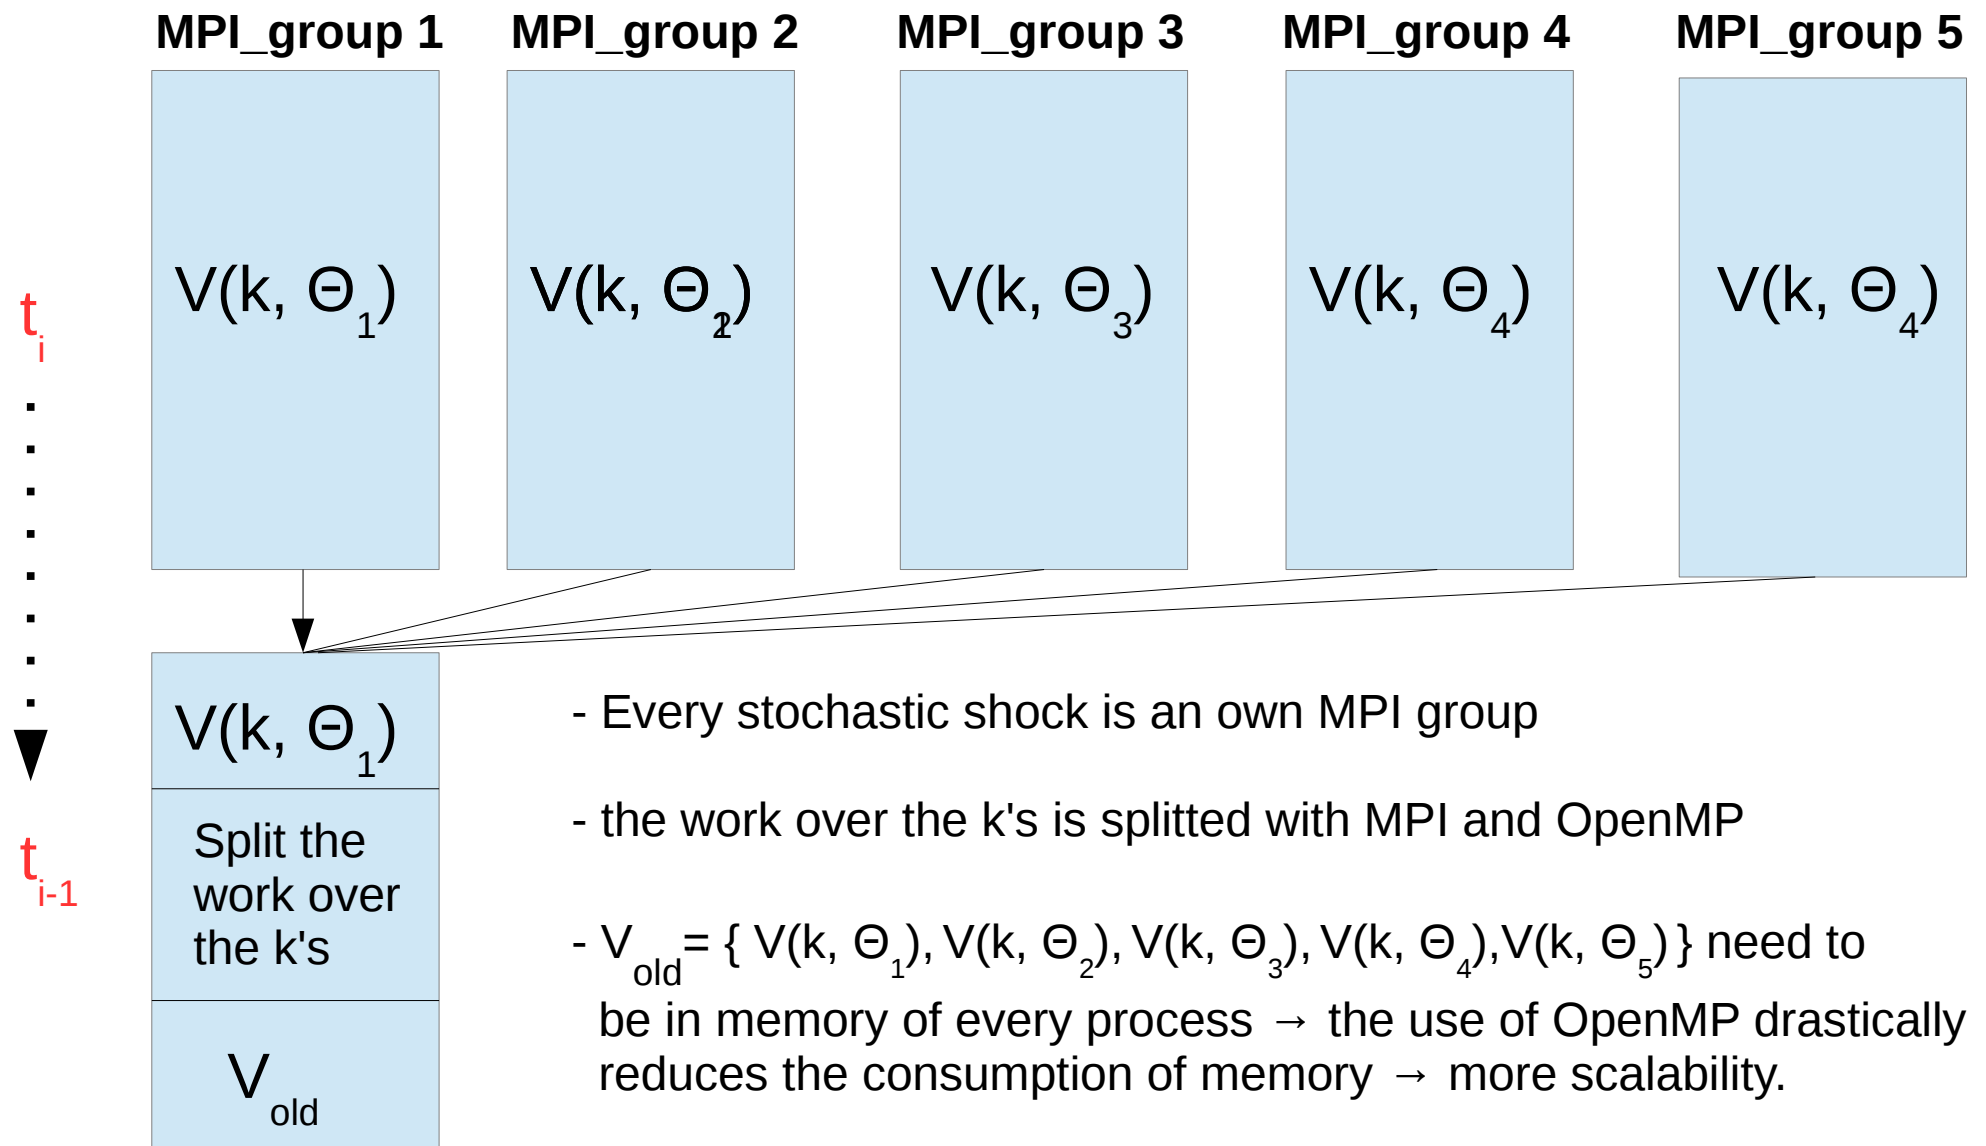 MPI_group 1 MPI_group 2 MPI_group 3 MPI_group 4 MPI_group 5
V(k, Θ1) V(k, Θ2) V(k, Θ3) V(k, Θ4) V(k, Θ4)
ti
V(k, Θ1)
- Every stochastic shock is an own MPI group
Split the
work over
the k's
- the work over the k's is splitted with MPI and OpenMP
ti-1
- Vold= { V(k, Θ1), V(k, Θ2), V(k, Θ3), V(k, Θ4),V(k, Θ5) } need to
be in memory of every process → the use of OpenMP drastically
reduces the consumption of memory → more scalability.
Vold